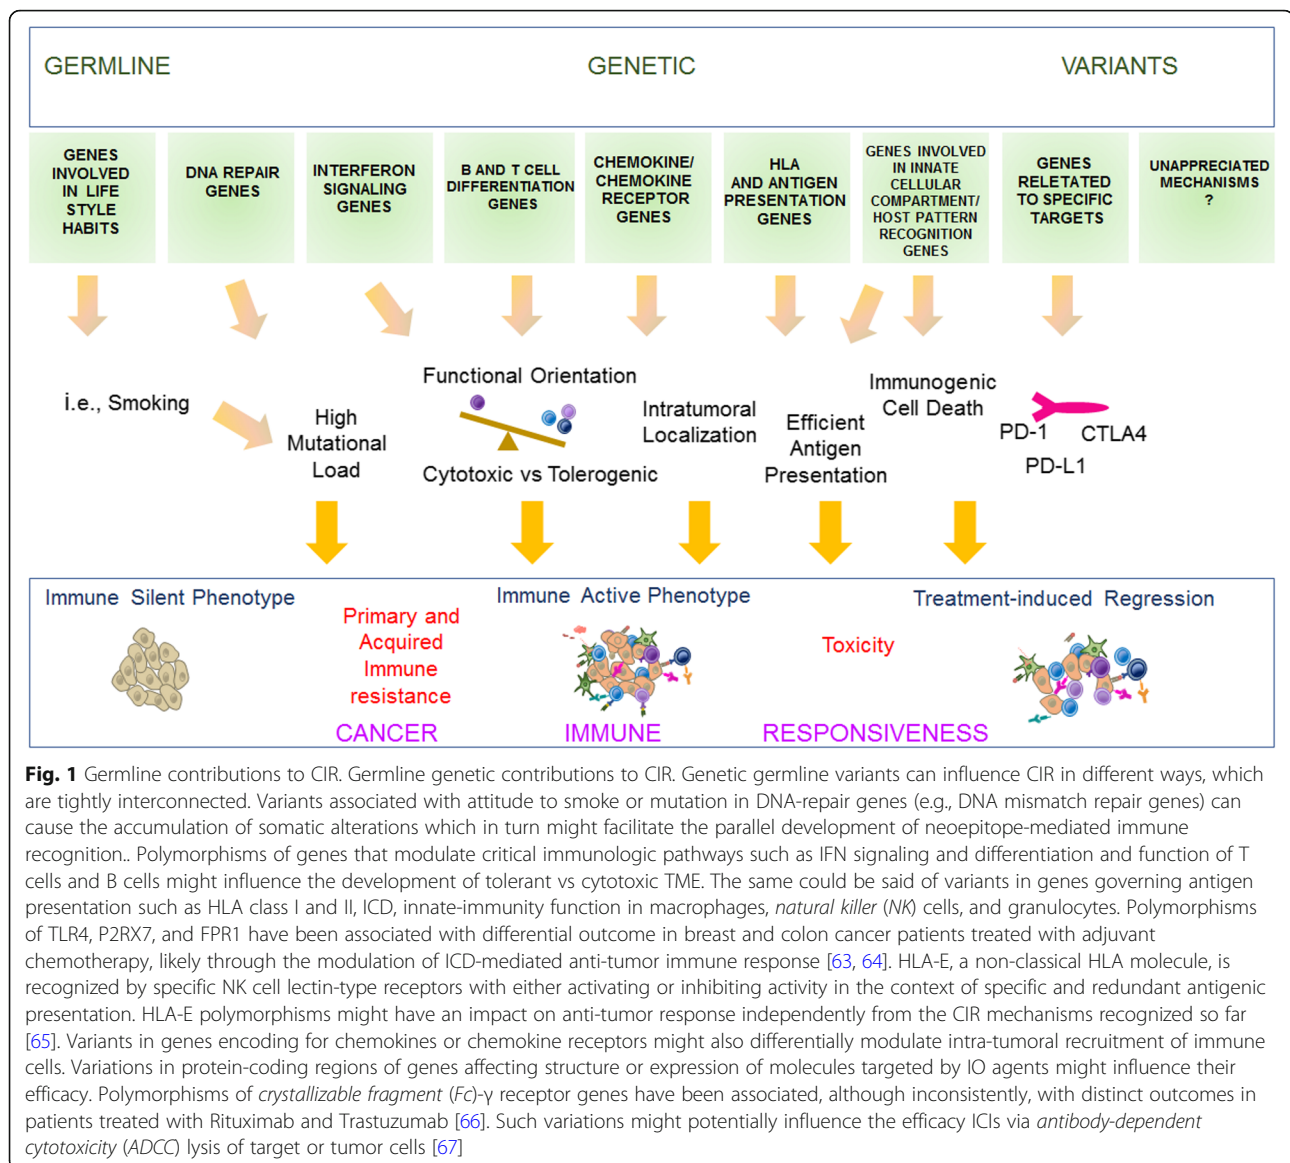 GERMLINE GENETIC VARIANTS
GENES
INVOLVED
IN LIFE
STYLE
HABITS
DNA REPAIR
GENES
INTERFERON
SIGNALING
GENES
B AND T CELL
DIFFERENTIATION
GENES
CHEMOKINE/
CHEMOKINE
RECEPTOR
GENES
HLA
AND ANTIGEN
PRESENTATION
GENES
GENES INVOLVED
IN INNATE
CELLULAR
COMPARTMENT/
HOST PATTERN
RECOGNITION
GENES
GENES
RELETATED
TO SPECIFIC
TARGETS
UNAPPRECIATED
MECHANISMS
?
i.e., Smoking
High
Mutational
Load
Functional Orientation
Cytotoxic vs Tolerogenic
Intratumoral
Localization
Efficient
Antigen
Presentation
Immunogenic
Cell Death
PD-1
CTLA4
PD-L1
Immune Silent Phenotype
Primary and
Acquired
Immune
resistance
Immune Active Phenotype
Toxicity
Treatment-induced Regression
CANCER IMMUNE RESPONSIVENESS
Fig. 1 Germline contributions to CIR. Germline genetic contributions to CIR. Genetic germline variants can influence CIR in different ways, which
are tightly interconnected. Variants associated with attitude to smoke or mutation in DNA-repair genes (e.g., DNA mismatch repair genes) can
cause the accumulation of somatic alterations which in turn might facilitate the parallel development of neoepitope-mediated immune
recognition.. Polymorphisms of genes that modulate critical immunologic pathways such as IFN signaling and differentiation and function of T
cells and B cells might influence the development of tolerant vs cytotoxic TME. The same could be said of variants in genes governing antigen
presentation such as HLA class I and II, ICD, innate-immunity function in macrophages, natural killer (NK) cells, and granulocytes. Polymorphisms
of TLR4, P2RX7, and FPR1 have been associated with differential outcome in breast and colon cancer patients treated with adjuvant
chemotherapy, likely through the modulation of ICD-mediated anti-tumor immune response [63, 64]. HLA-E, a non-classical HLA molecule, is
recognized by specific NK cell lectin-type receptors with either activating or inhibiting activity in the context of specific and redundant antigenic
presentation. HLA-E polymorphisms might have an impact on anti-tumor response independently from the CIR mechanisms recognized so far
[65]. Variants in genes encoding for chemokines or chemokine receptors might also differentially modulate intra-tumoral recruitment of immune
cells. Variations in protein-coding regions of genes affecting structure or expression of molecules targeted by IO agents might influence their
efficacy. Polymorphisms of crystallizable fragment (Fc)-γ receptor genes have been associated, although inconsistently, with distinct outcomes in
patients treated with Rituximab and Trastuzumab [66]. Such variations might potentially influence the efficacy ICIs via antibody-dependent
cytotoxicity (ADCC) lysis of target or tumor cells [67]